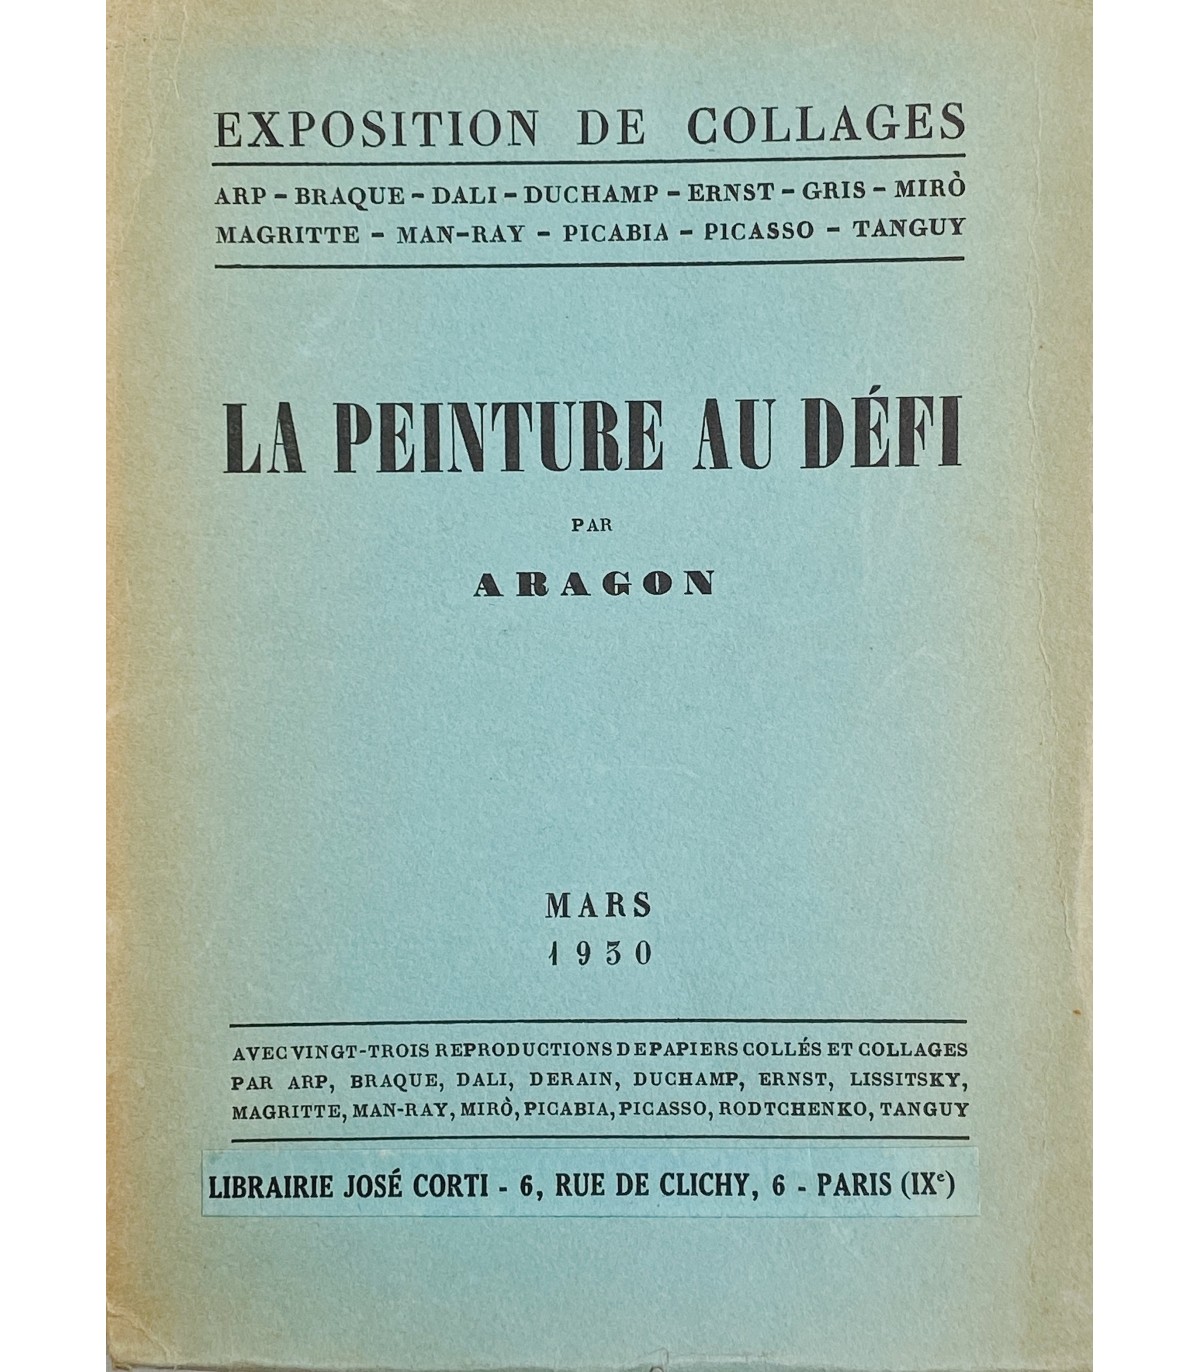 EXPOSITION DE COLLAGES
ARP - BRAQUE - DALI - DUCHAMP - ERNST - GRIS - MIRÒ
MAGRITTE - MAN-RAY - PICABIA - PICASSO - TANGUY
LA PEINTURE AU DÉFI
PAR
ARAGON
MARS
1930
AVEC VINGT-TROIS REPRODUCTIONS DE PAPIERS COLLÉS ET COLLAGES
PAR ARP, BRAQUE, DALI, DERAIN, DUCHAMP, ERNST, LISSITSKY,
MAGRITTE, MAN-RAY, MIRÒ, PICABIA, PICASSO, RODTCHENKO, TANGUY
LIBRAIRIE JOSÉ CORTI - 6, RUE DE CLICHY, 6 - PARIS (IXe)